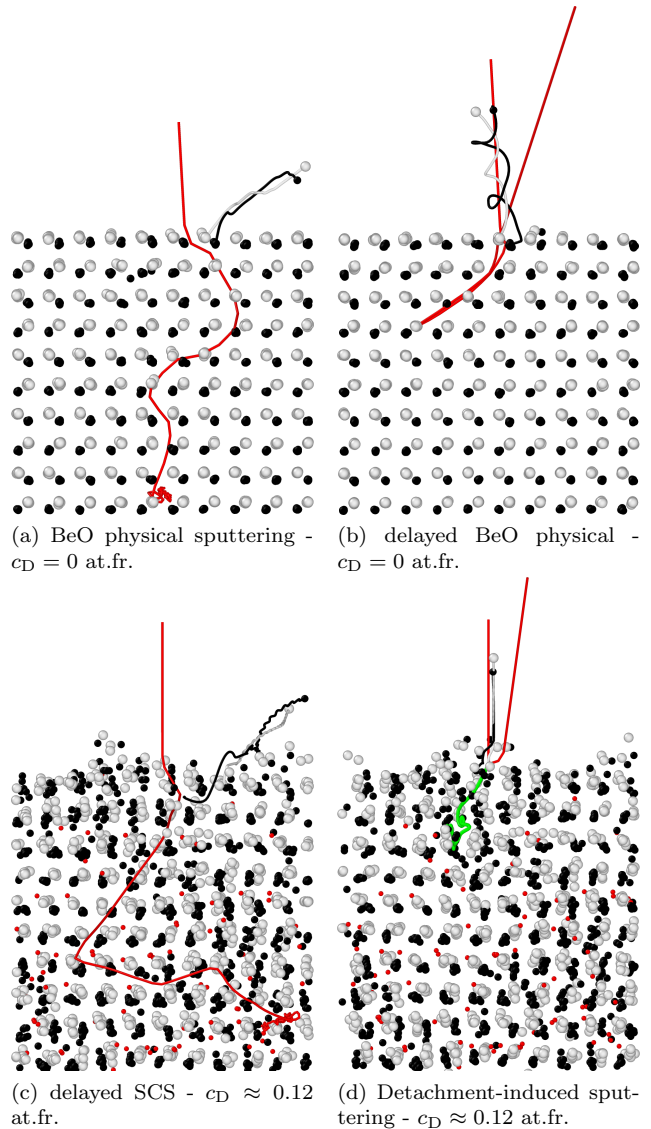 (a) BeO physical sputtering -
c_D = 0 at.fr.
(b) delayed BeO physical -
c_D = 0 at.fr.
(c) delayed SCS - c_D ≈ 0.12
at.fr.
(d) Detachment-induced sput-
tering - c_D ≈ 0.12 at.fr.